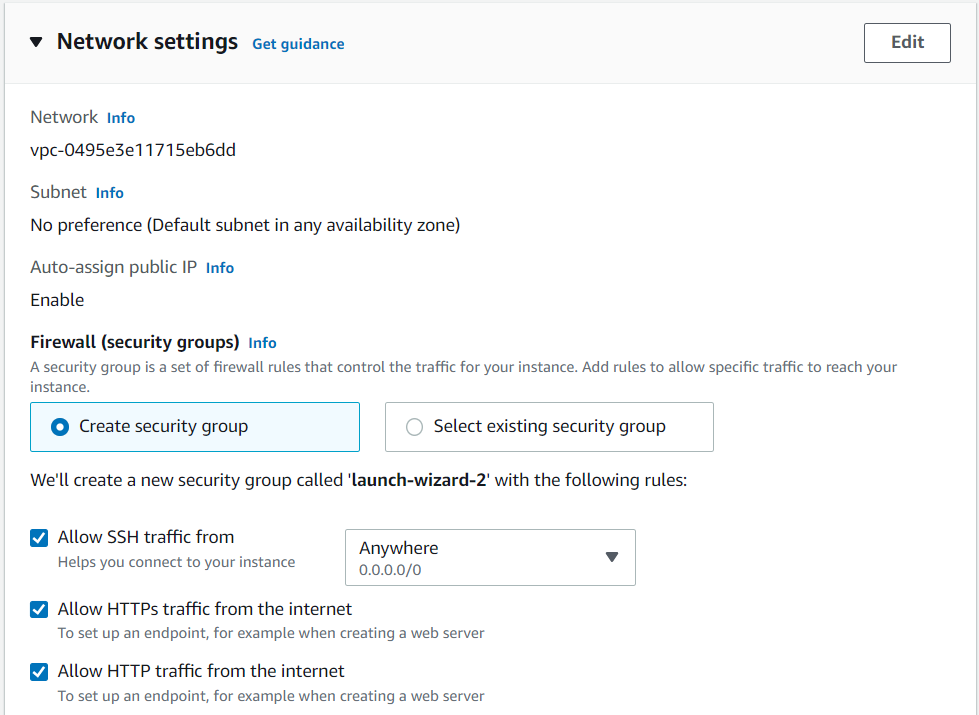 Network settings Get guidance
Edit
Network Info
vpc-0495e3e11715eb6dd
Subnet Info
No preference (Default subnet in any availability zone)
Auto-assign public IP Info
Enable
Firewall (security groups) Info
A security group is a set of firewall rules that control the traffic for your instance. Add rules to allow specific traffic to reach your
instance.
Create security group
Select existing security group
We'll create a new security group called 'launch-wizard-2' with the following rules:
Allow SSH traffic from
Helps you connect to your instance
Anywhere
0.0.0.0/0
Allow HTTPs traffic from the internet
To set up an endpoint, for example when creating a web server
Allow HTTP traffic from the internet
To set up an endpoint, for example when creating a web server